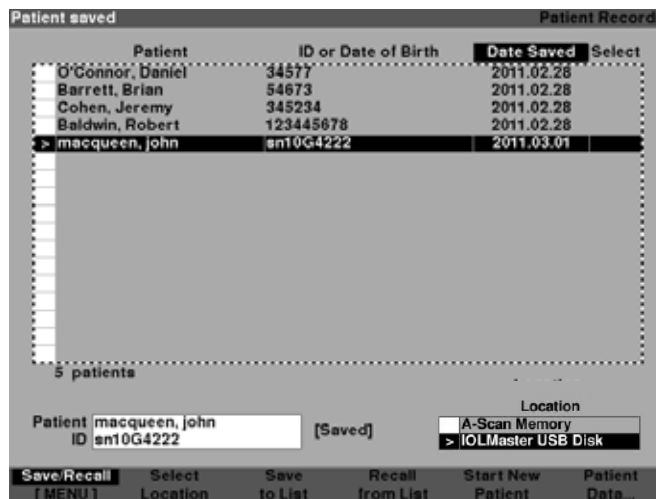 Patient saved Patient Record
Patient ID or Date of Birth Date Saved Select
O'Connor, Daniel 34577 2011.02.28
Barrett, Brian 54673 2011.02.28
Cohen, Jeremy 345234 2011.02.28
Baldwin, Robert 123445678 2011.02.28
> macqueen, john sn10G4222 2011.03.01
5 patients
Location
Patient macqueen, john [Saved] A-Scan Memory
ID sn10G4222 > IOLMaster USB Disk
Save/Recall Select Save Recall Start New Patient
[MENU] Location to List from List Patient Data...